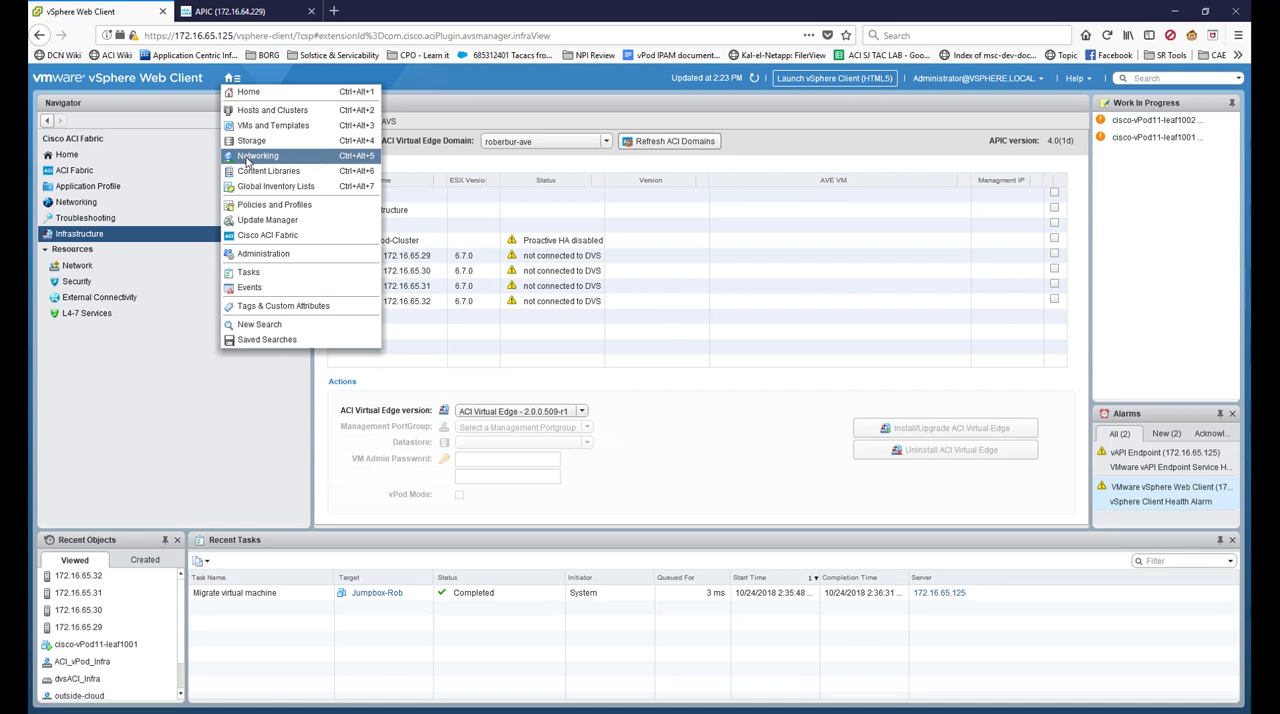 vSphere Web Client
APIC (172.16.64.229)
https://172.16.65.125/vsphere-client/?csp#extensionId%3Dcom.cisco.aciPlugin.avsmanager.infraView
Search
DCN Wiki
ACI Wiki
Application Centric Inf...
BORG
Solstice & Servicability
CPO - Learn it
685312401 Topcat...
NPI Review
vPod IPAM document...
Kal-el-Netapp: FileView
ACI SJ TAC LAB - CA...
Index of msc-dev-doc...
Topic
Facebook
SR Tools
CAE
vmware® vSphere Web Client
Updated at 2:23 PM
Launch vSphere Client (HTML5)
Administrator@VSPHERE.LOCAL
Help
Search
Navigator
Cisco ACI Fabric
Home
ACI Fabric
Application Profile
Networking
Troubleshooting
Infrastructure
Resources
Network
Security
External Connectivity
L4-7 Services
Home Ctrl+Alt+1
Hosts and Clusters Ctrl+Alt+2
VMs and Templates Ctrl+Alt+3
Storage Ctrl+Alt+4
Networking Ctrl+Alt+5
Content Libraries Ctrl+Alt+6
Global Inventory Lists Ctrl+Alt+7
Policies and Profiles
Update Manager
Cisco ACI Fabric
Administration
Tasks
Events
Tags & Custom Attributes
New Search
Saved Searches
AVS
ACI Virtual Edge Domain: roberbur-ave Refresh ACI Domains
APIC version: 4.0(1d)
ESX Versio Status Version AVE VM Managment IP
Proactive HA disabled
172.16.65.29 6.7.0 not connected to DVS
172.16.65.30 6.7.0 not connected to DVS
172.16.65.31 6.7.0 not connected to DVS
172.16.65.32 6.7.0 not connected to DVS
Actions
ACI Virtual Edge version: ACI Virtual Edge - 2.0.0.509-r1
Management PortGroup: Select a Management Portgroup
Datastore:
VM Admin Password:
vPod Mode:
Install/Upgrade ACI Virtual Edge
Uninstall ACI Virtual Edge
Work In Progress
cisco-vPod11-leaf1002 ...
cisco-vPod11-leaf1001 ...
Alarms
All (2) New (2) Acknowl...
vAPI Endpoint (172.16.65.125)
VMware vAPI Endpoint Service H...
VMware vSphere Web Client (17...
vSphere Client Health Alarm
Recent Objects
Viewed Created
172.16.65.32
172.16.65.31
172.16.65.30
172.16.65.29
cisco-vPod11-leaf1001
ACI_vPod_Infra
dvsACI_Infra
outside-cloud
Recent Tasks
Filter
Task Name Target Status Initiator Queued For Start Time 1 Completion Time Server
Migrate virtual machine Jumpbox-Rob Completed System 3 ms 10/24/2018 2:35:48 ... 10/24/2018 2:36:31 ... 172.16.65.125